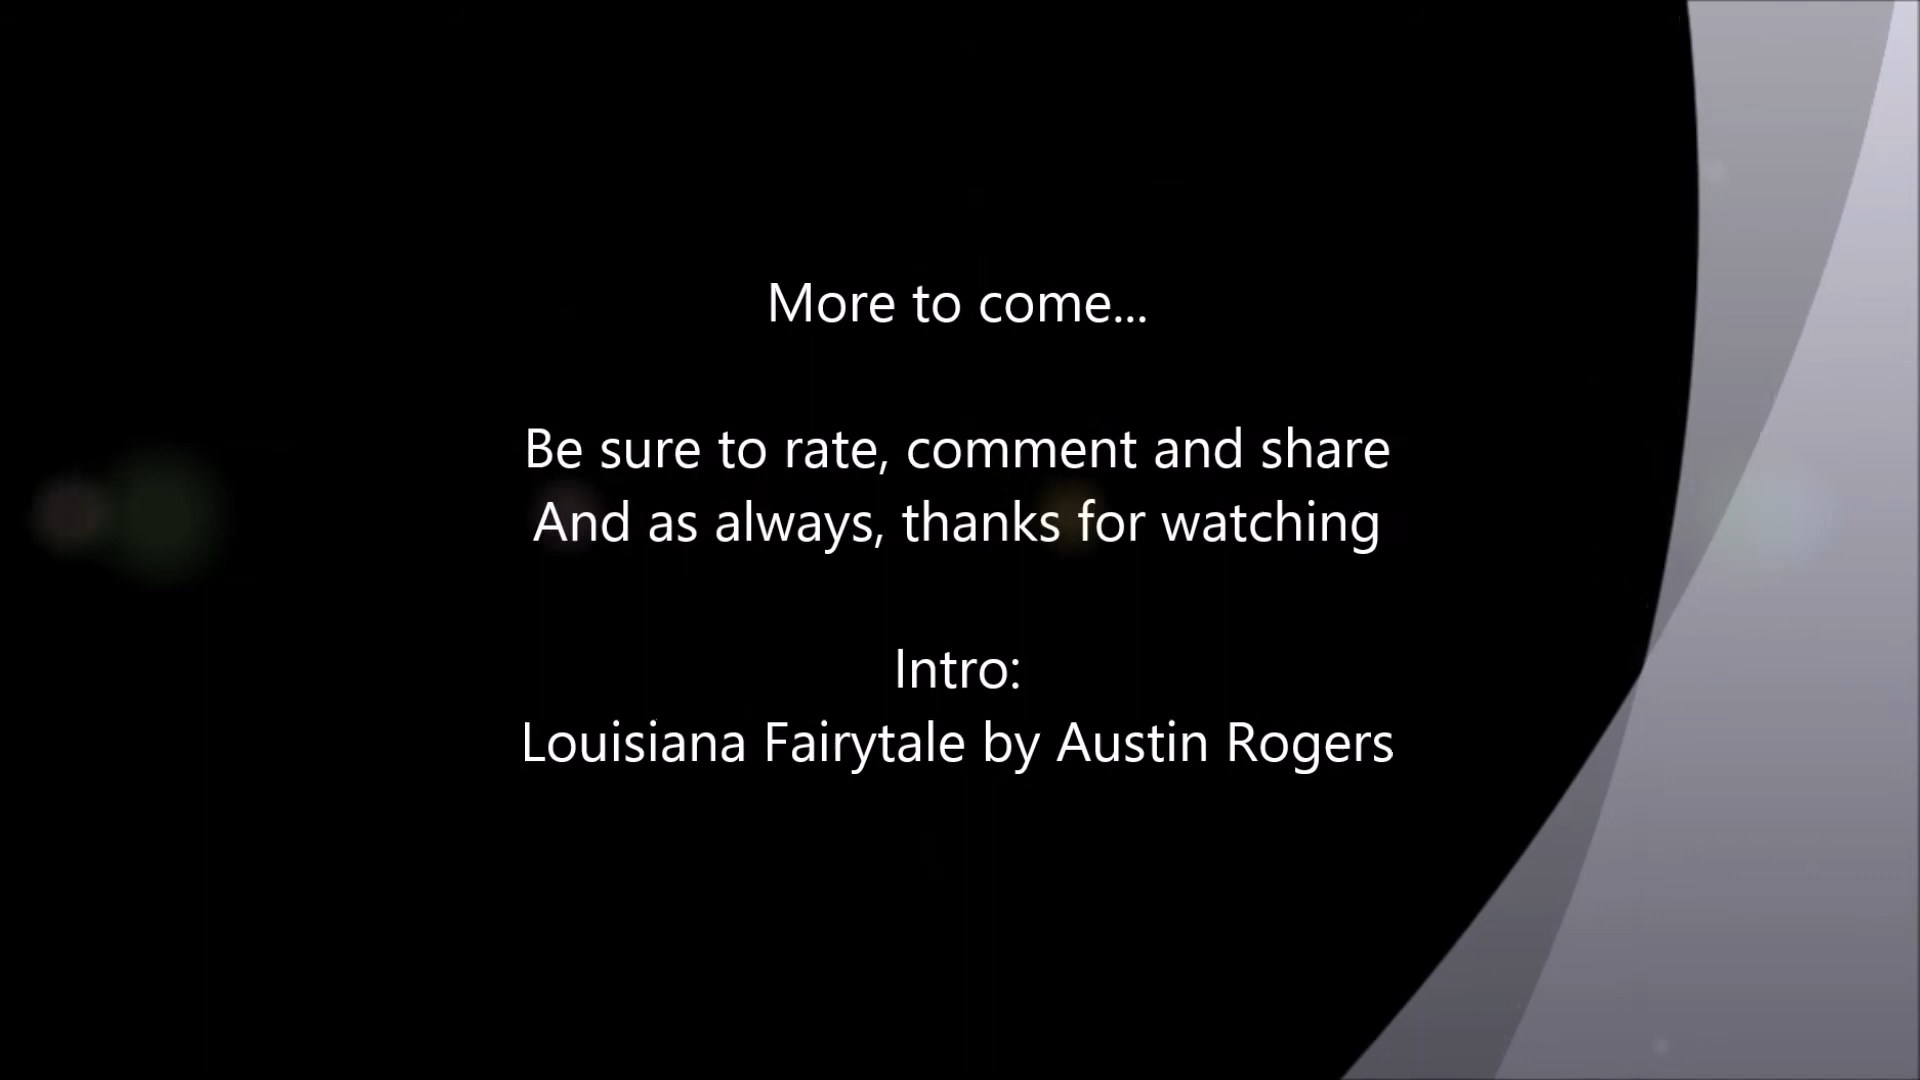 More to come...
Be sure to rate, comment and share
And as always, thanks for watching
Intro:
Louisiana Fairytale by Austin Rogers